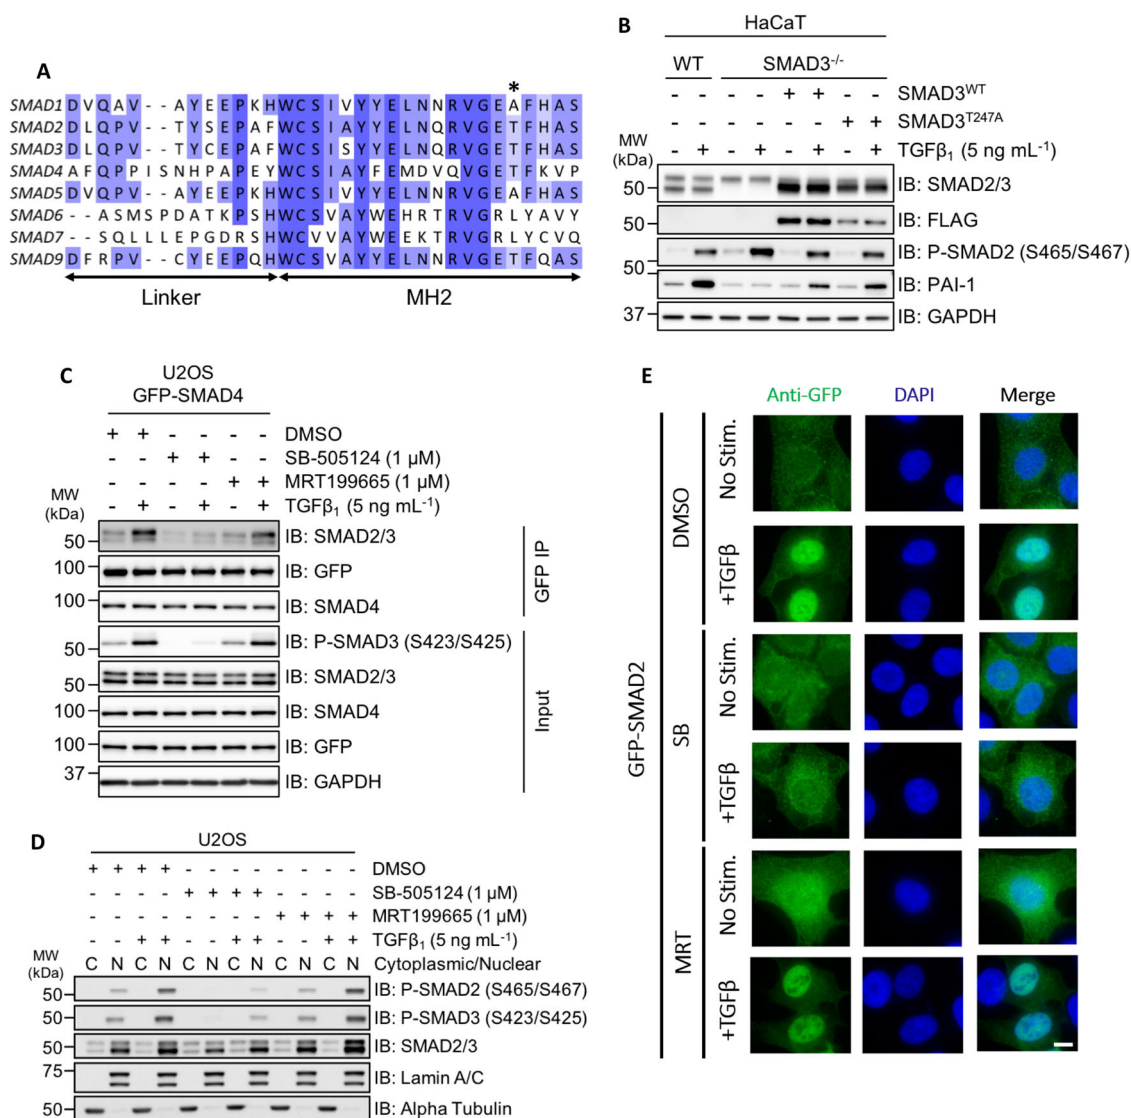 A
*
SMAD1 D V Q A V - - A Y E E P K H W C S I V Y Y E L N N R V G E A F H A S
SMAD2 D L Q P V - - T Y S E P A F W C S I A Y Y E L N Q R V G E T F H A S
SMAD3 D L Q P V - - T Y C E P A F W C S I S Y Y E L N Q R V G E T F H A S
SMAD4 A F Q P P I S N H P A P E Y W C S I A Y F E M D V Q V G E T F K V P
SMAD5 D V Q P V - - A Y E E P K H W C S I V Y Y E L N N R V G E A F H A S
SMAD6 - - A S M S P D A T K P S H W C S V A Y W E H R T R V G R L Y A V Y
SMAD7 - - S Q L L L E P G D R S H W C V V A Y W E E K T R V G R L Y C V Q
SMAD9 D F R P V - - C Y E E P Q H W C S V A Y Y E L N N R V G E T F Q A S
Linker MH2
B
HaCaT
WT SMAD3-/-
- - - - + + - - SMAD3WT
- - - - - - + + SMAD3T247A
- + - + - + - + TGFβ1 (5 ng mL-1)
MW
(kDa)
50 IB: SMAD2/3
50 IB: FLAG
50 IB: P-SMAD2 (S465/S467)
50 IB: PAI-1
37 IB: GAPDH
C
U2OS
GFP-SMAD4
+ + - - - - DMSO
- - + + - - SB-505124 (1 µM)
- - - - + + MRT199665 (1 µM)
- + - + - + TGFβ1 (5 ng mL-1)
MW
(kDa)
50 IB: SMAD2/3
100 IB: GFP
100 IB: SMAD4
GFP IP
50 IB: P-SMAD3 (S423/S425)
50 IB: SMAD2/3
100 IB: SMAD4
100 IB: GFP
37 IB: GAPDH
Input
D
U2OS
+ + + + - - - - - - - - DMSO
- - - - + + + + - - - - SB-505124 (1 µM)
- - - - - - - - + + + + MRT199665 (1 µM)
- - + + - - + + - - + + TGFβ1 (5 ng mL-1)
C N C N C N C N C N C N Cytoplasmic/Nuclear
MW
(kDa)
50 IB: P-SMAD2 (S465/S467)
50 IB: P-SMAD3 (S423/S425)
50 IB: SMAD2/3
75 IB: Lamin A/C
50 IB: Alpha Tubulin
E
Anti-GFP DAPI Merge
GFP-SMAD2
DMSO
No Stim.
+TGFβ
SB
No Stim.
+TGFβ
MRT
No Stim.
+TGFβ